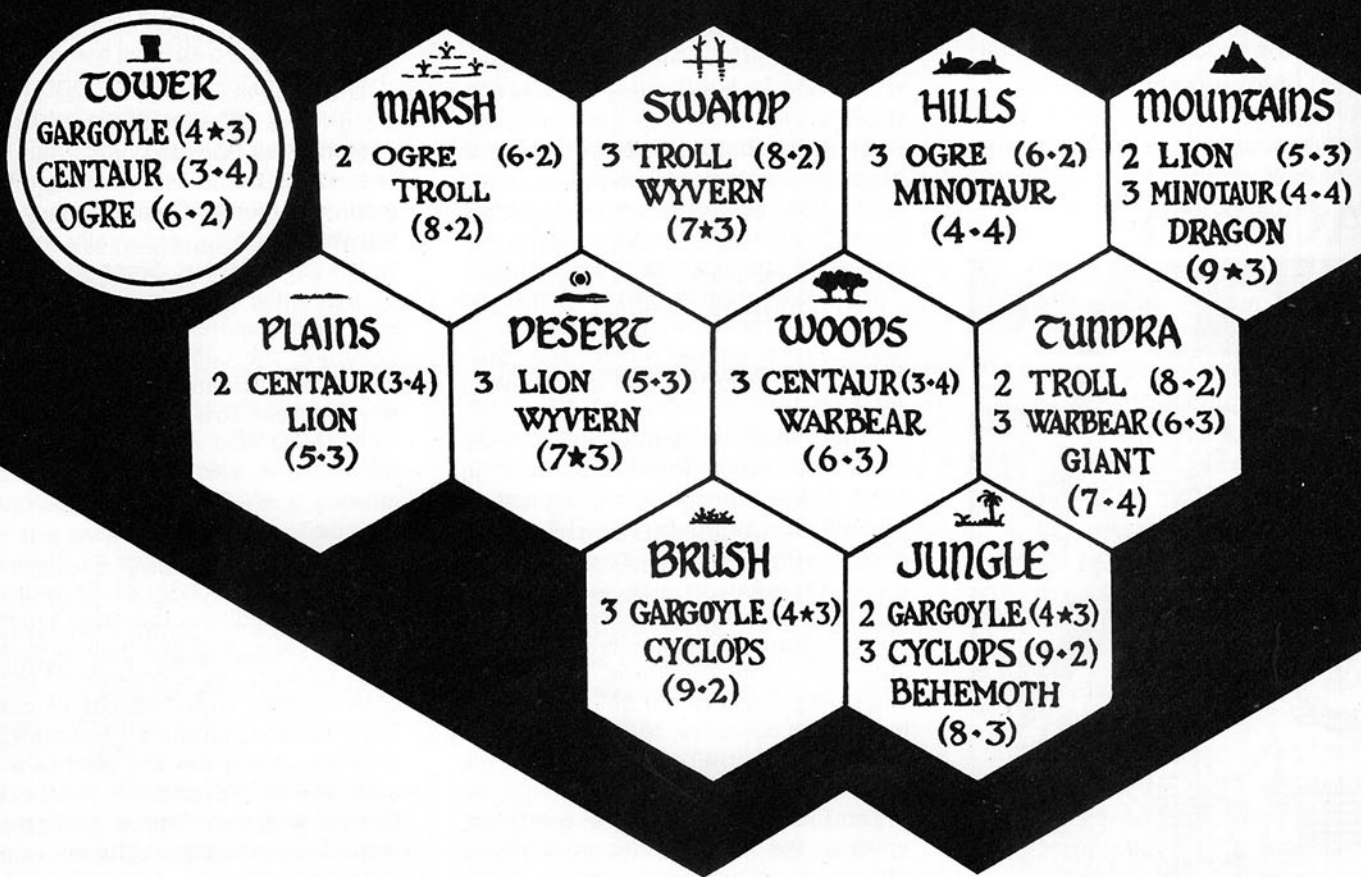 TOWER
GARGOYLE (4★3)
CENTAUR (3•4)
OGRE (6•2)
MARSH
2 OGRE (6•2)
TROLL
(8•2)
SWAMP
3 TROLL (8•2)
WYVERN
(7★3)
HILLS
3 OGRE (6•2)
MINOTAUR
(4•4)
MOUNTAINS
2 LION (5•3)
3 MINOTAUR (4•4)
DRAGON
(9★3)
PLAINS
2 CENTAUR (3•4)
LION
(5•3)
DESERT
3 LION (5•3)
WYVERN
(7★3)
WOODS
3 CENTAUR (3•4)
WARBEAR
(6•3)
TUNDRA
2 TROLL (8•2)
3 WARBEAR (6•3)
GIANT
(7•4)
BRUSH
3 GARGOYLE (4★3)
CYCLOPS
(9•2)
JUNGLE
2 GARGOYLE (4★3)
3 CYCLOPS (9•2)
BEHEMOTH
(8•3)